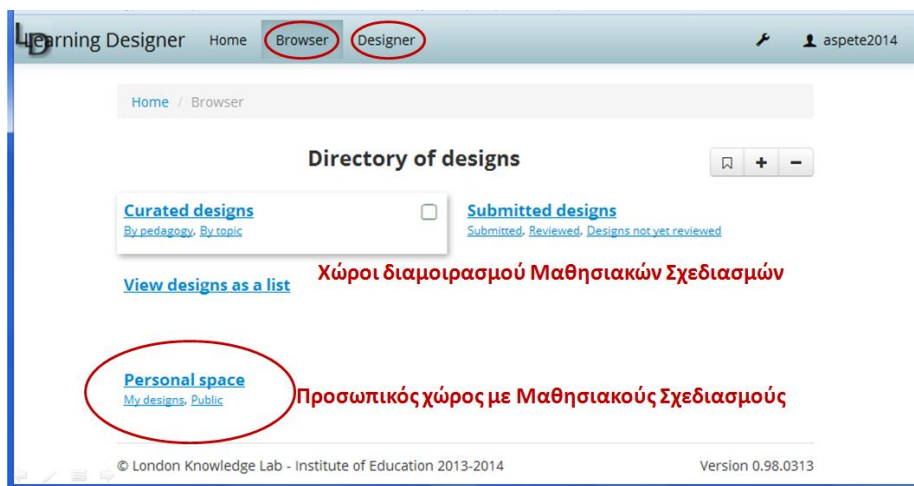 Learning Designer Home Browser Designer aspete2014
Home / Browser
Directory of designs
Curated designs
By pedagogy, By topic
Submitted designs
Submitted, Reviewed, Designs not yet reviewed
Χώροι διαμοιρασμού Μαθησιακών Σχεδιασμών
View designs as a list
Personal space
My designs, Public
Προσωπικός χώρος με Μαθησιακούς Σχεδιασμούς
© London Knowledge Lab - Institute of Education 2013-2014 Version 0.98.0313